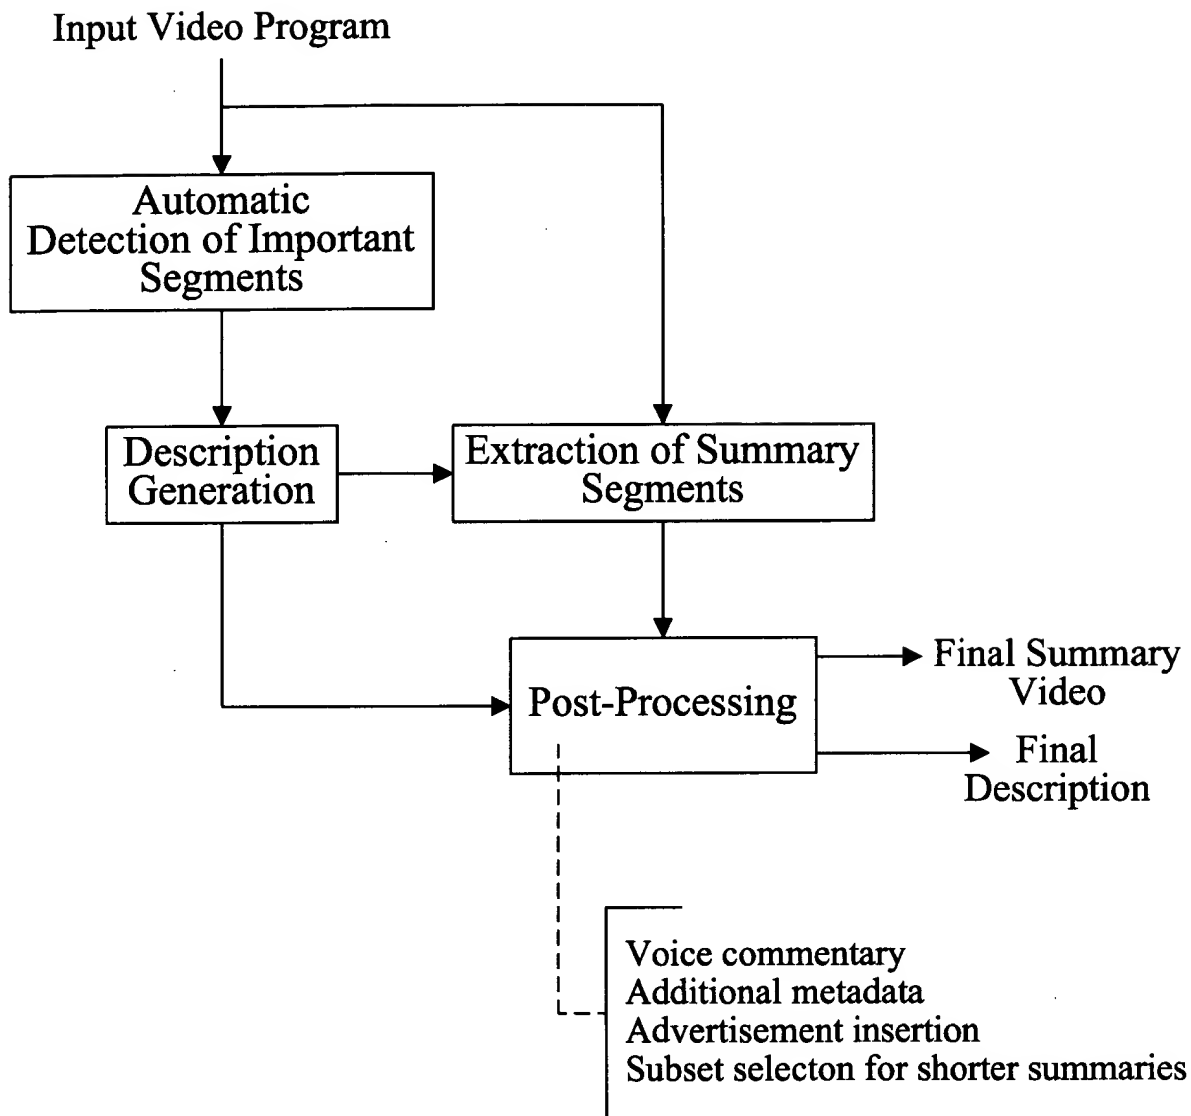 Input Video Program
Automatic
Detection of Important
Segments
Description
Generation
Extraction of Summary
Segments
Post-Processing
Final Summary
Video
Final
Description
Voice commentary
Additional metadata
Advertisement insertion
Subset selecton for shorter summaries